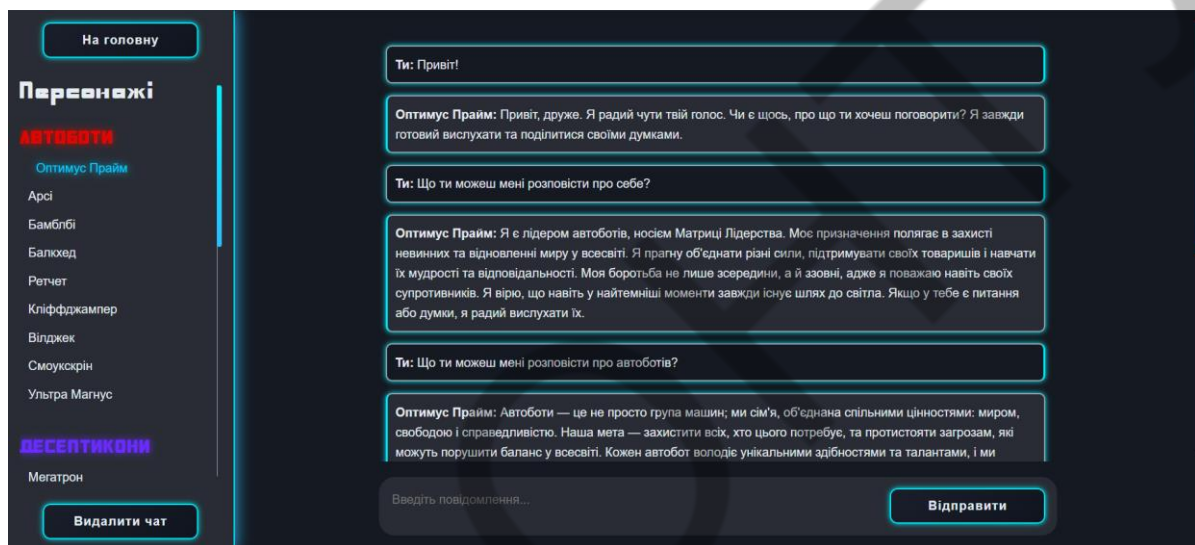 На головну
Персонажі
АВТОБОТИ
Оптимус Прайм
Арсі
Бамблбі
Балкхед
Ретчет
Кліффджампер
Вілджек
Смоукскрін
Ультра Магнус
ДЕСЕПТИКОНИ
Мегатрон
Видалити чат
Ти: Привіт!
Оптимус Прайм: Привіт, друже. Я радий чути твій голос. Чи є щось, про що ти хочеш поговорити? Я завжди
готовий вислухати та поділитися своїми думками.
Ти: Що ти можеш мені розповісти про себе?
Оптимус Прайм: Я є лідером автоботів, носієм Матриці Лідерства. Моє призначення полягає в захисті
невинних та відновленні миру у всесвіті. Я прагну об'єднати різні сили, підтримувати своїх товаришів і навчати
їх мудрості та відповідальності. Моя боротьба не лише зсередини, а й ззовні, адже я поважаю навіть своїх
супротивників. Я вірю, що навіть у найтемніші моменти завжди існує шлях до світла. Якщо у тебе є питання
або думки, я радий вислухати їх.
Ти: Що ти можеш мені розповісти про автоботів?
Оптимус Прайм: Автоботи — це не просто група машин; ми сім'я, об'єднана спільними цінностями: миром,
свободою і справедливістю. Наша мета — захистити всіх, хто цього потребує, та протистояти загрозам, які
можуть порушити баланс у всесвіті. Кожен автобот володіє унікальними здібностями та талантами, і ми
Введіть повідомлення...
Відправити